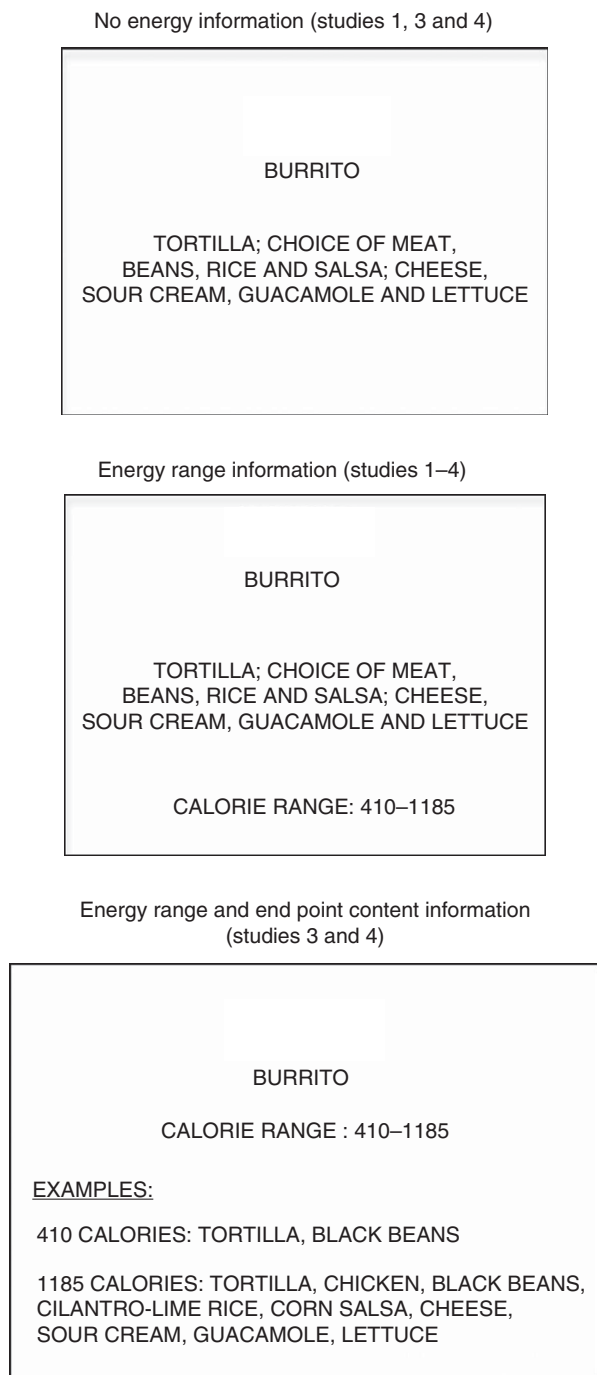 No energy information (studies 1, 3 and 4)
BURRITO
TORTILLA; CHOICE OF MEAT,
BEANS, RICE AND SALSA; CHEESE,
SOUR CREAM, GUACAMOLE AND LETTUCE
Energy range information (studies 1–4)
BURRITO
TORTILLA; CHOICE OF MEAT,
BEANS, RICE AND SALSA; CHEESE,
SOUR CREAM, GUACAMOLE AND LETTUCE
CALORIE RANGE: 410–1185
Energy range and end point content information
(studies 3 and 4)
BURRITO
CALORIE RANGE : 410–1185
EXAMPLES:
410 CALORIES: TORTILLA, BLACK BEANS
1185 CALORIES: TORTILLA, CHICKEN, BLACK BEANS,
CILANTRO-LIME RICE, CORN SALSA, CHEESE,
SOUR CREAM, GUACAMOLE, LETTUCE